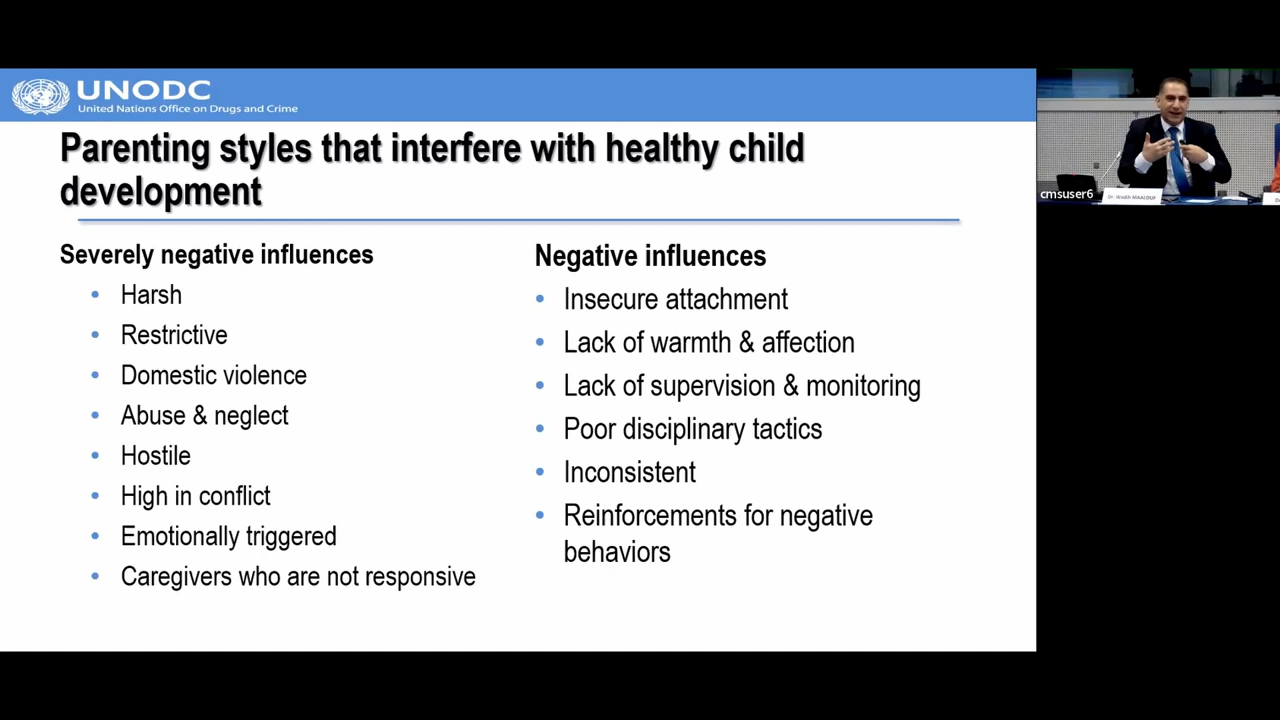 UNODC
United Nations Office on Drugs and Crime
Parenting styles that interfere with healthy child
development
Severely negative influences
• Harsh
• Restrictive
• Domestic violence
• Abuse & neglect
• Hostile
• High in conflict
• Emotionally triggered
• Caregivers who are not responsive
Negative influences
• Insecure attachment
• Lack of warmth & affection
• Lack of supervision & monitoring
• Poor disciplinary tactics
• Inconsistent
• Reinforcements for negative
behaviors
cmsuser6
Dr. Wadih MAALOUF